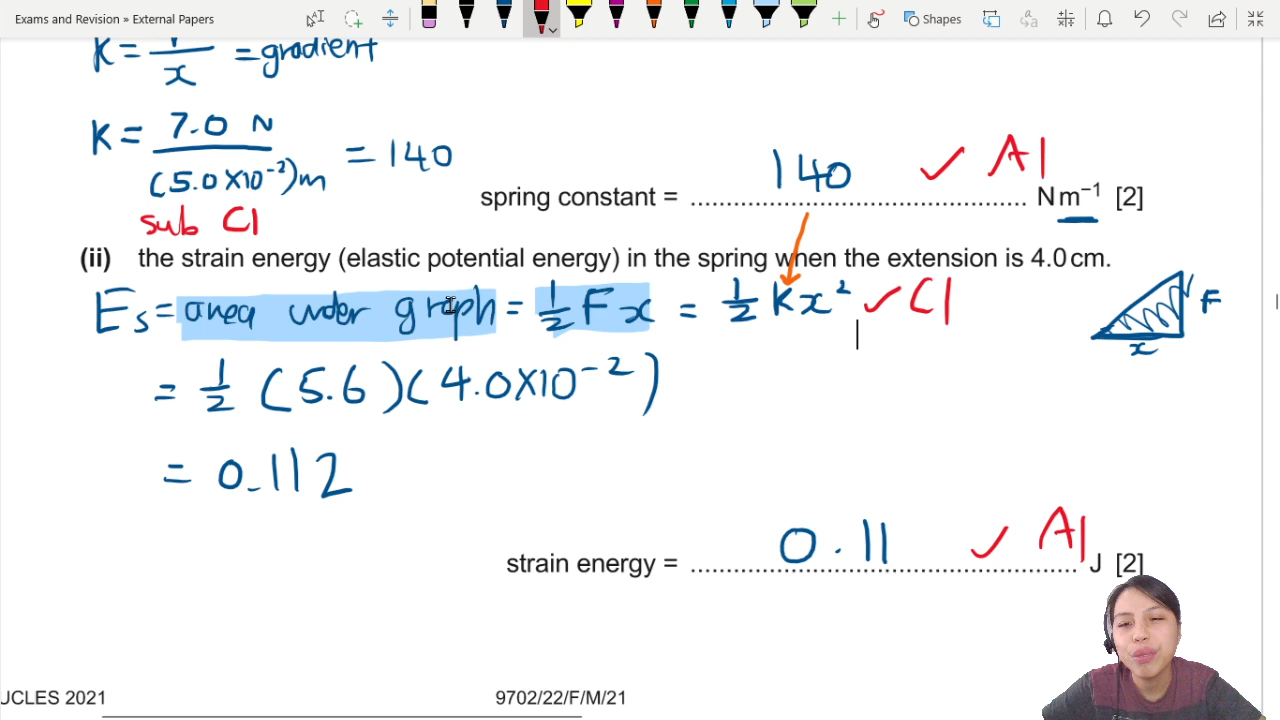 Exams and Revision » External Papers
Shapes
K = = gradient
x
K = 7.0 N
(5.0×10⁻²)m
= 140
140 ✓ A1
spring constant = ................................................ N m⁻¹ [2]
sub C1
(ii) the strain energy (elastic potential energy) in the spring when the extension is 4.0 cm.
Es = area under graph = ½ F x = ½ K x² ✓ C1
F
x
= ½ (5.6)(4.0×10⁻²)
= 0.112
0.11 ✓ A1
strain energy = ...................................................... J [2]
UCLES 2021
9702/22/F/M/21